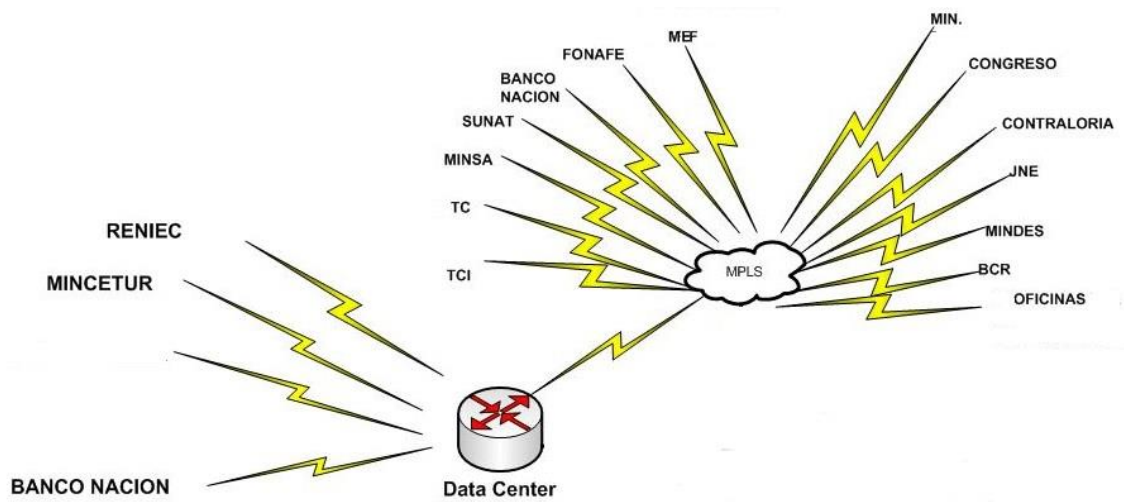 MIN.
MEF
FONAFE
CONGRESO
BANCO
NACION
SUNAT
CONTRALORIA
MINSA
JNE
TC
MINDES
RENIEC
TCI
MPLS
BCR
MINCETUR
OFICINAS
BANCO NACION
Data Center